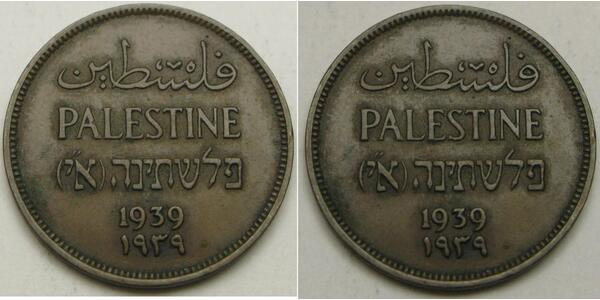 فلسطين
PALESTINE
פלשתינה (א״י)
1939
١٩٣٩
فلسطين
PALESTINE
פלשתינה (א״י)
1939
١٩٣٩